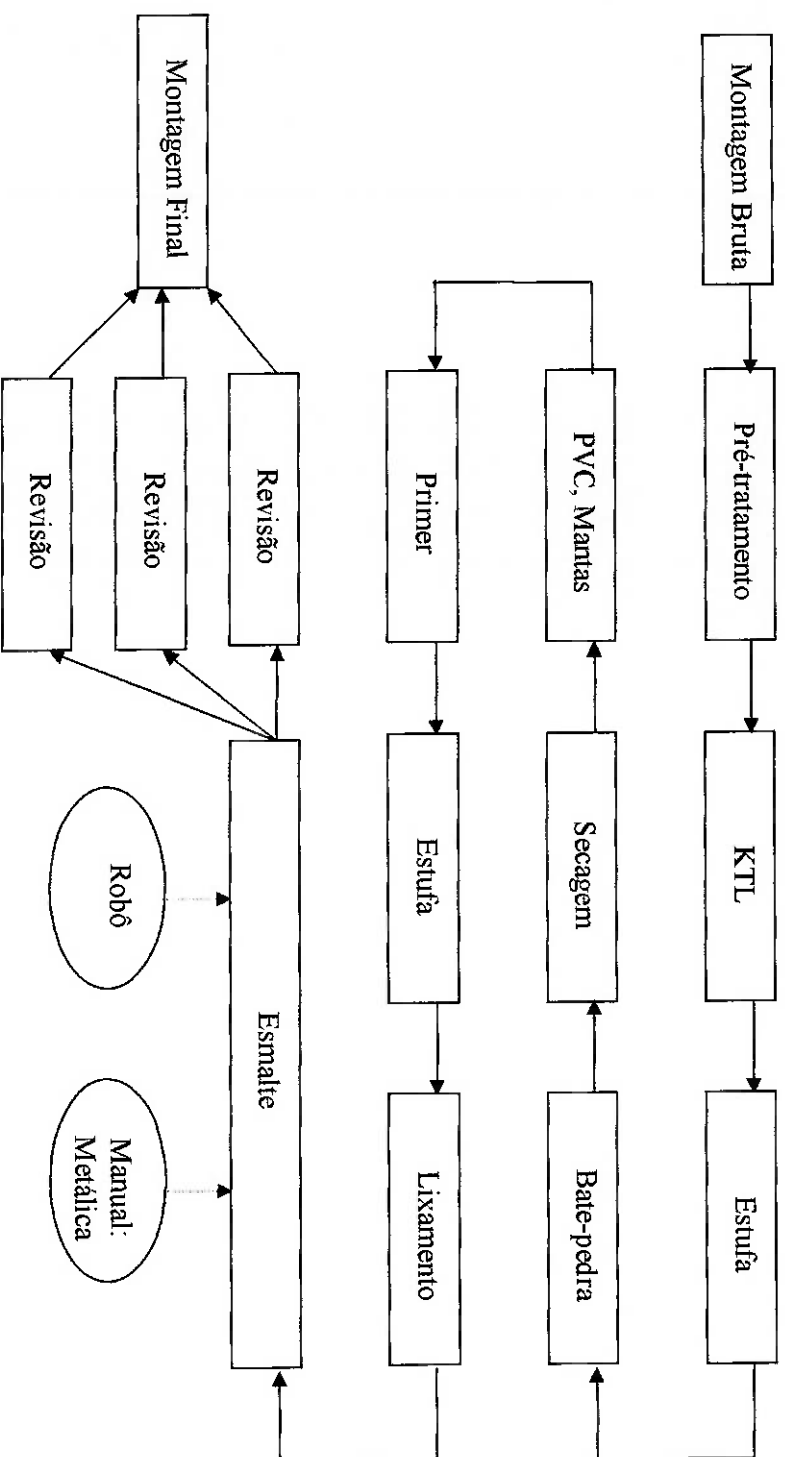 Montagem Bruta
Pré-tratamento
KTL
Estufa
Bate-pedra
Secagem
PVC, Mantas
Primer
Estufa
Lixamento
Esmalte
Robô
Manual:
Metálica
Revisão
Revisão
Revisão
Montagem Final